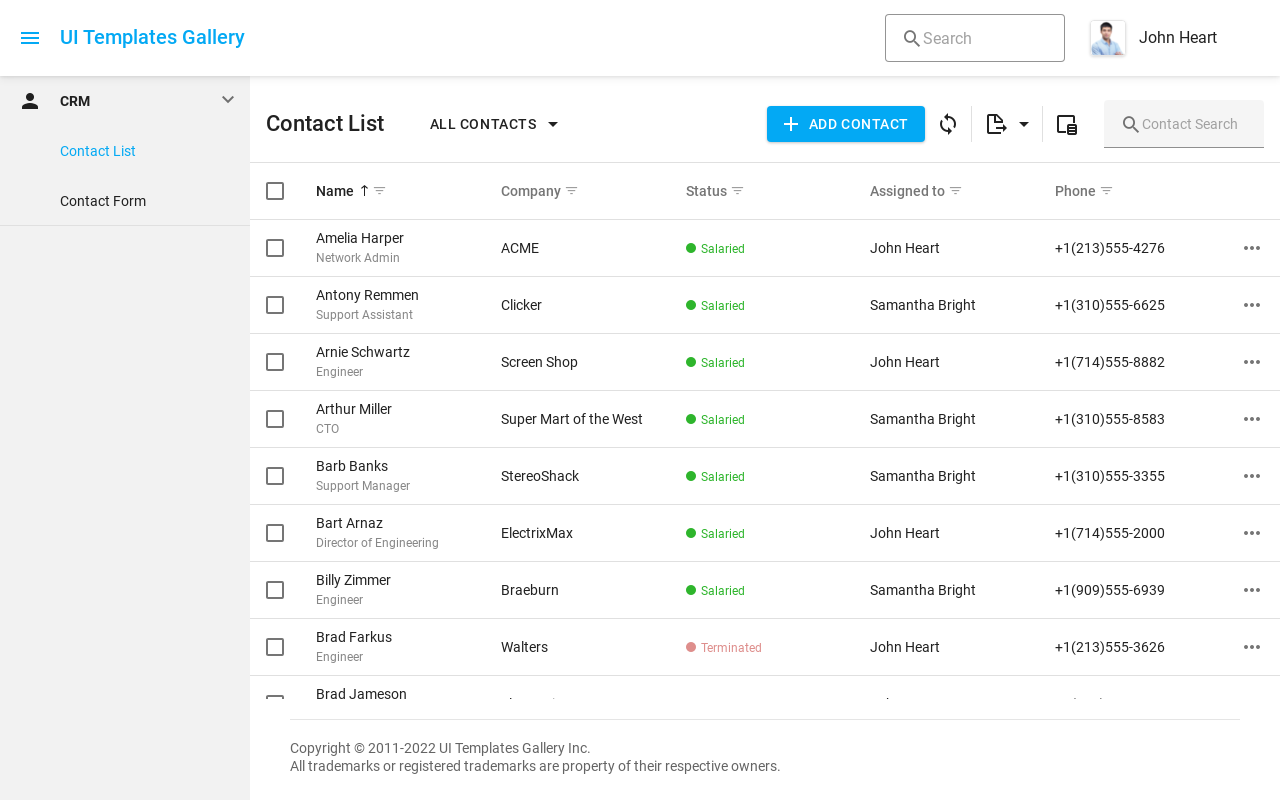 UI Templates Gallery
Search
John Heart
CRM
Contact List
Contact Form
Contact List
ALL CONTACTS
ADD CONTACT
Contact Search
Name Company Status Assigned to Phone
Amelia Harper
Network Admin
ACME Salaried John Heart +1(213)555-4276
Antony Remmen
Support Assistant
Clicker Salaried Samantha Bright +1(310)555-6625
Arnie Schwartz
Engineer
Screen Shop Salaried John Heart +1(714)555-8882
Arthur Miller
CTO
Super Mart of the West Salaried Samantha Bright +1(310)555-8583
Barb Banks
Support Manager
StereoShack Salaried Samantha Bright +1(310)555-3355
Bart Arnaz
Director of Engineering
ElectrixMax Salaried John Heart +1(714)555-2000
Billy Zimmer
Engineer
Braeburn Salaried Samantha Bright +1(909)555-6939
Brad Farkus
Engineer
Walters Terminated John Heart +1(213)555-3626
Brad Jameson
Copyright © 2011-2022 UI Templates Gallery Inc.
All trademarks or registered trademarks are property of their respective owners.